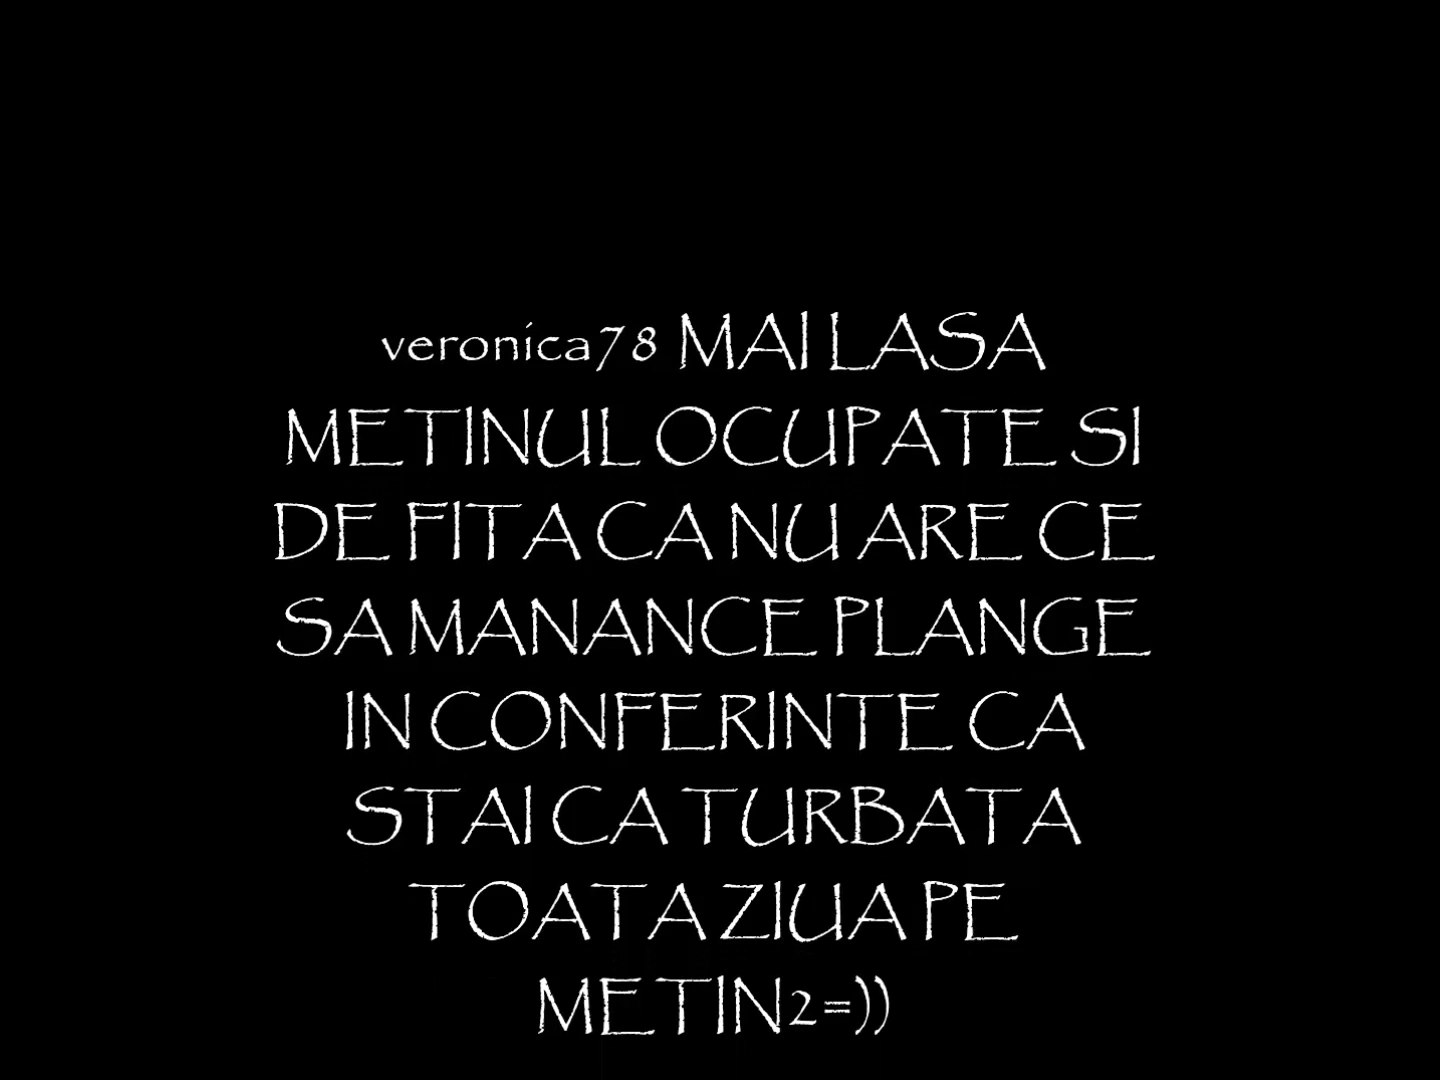 veronica78 MAI LASA
METINUL OCUPATE SI
DE FITA CA NU ARE CE
SA MANANCE PLANGE
IN CONFERINTE CA
STAI CA TURBATA
TOATA ZIUA PE
METIN2=))